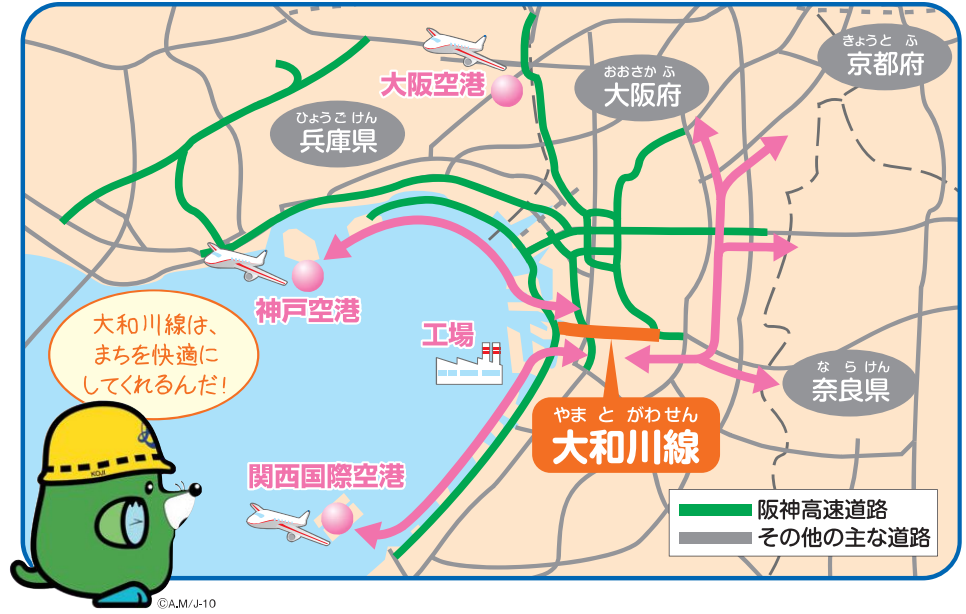 大阪空港
おおさか ふ
大阪府
きょうと ふ
京都府
ひょうご けん
兵庫県
神戸空港
大和川線は、
まちを快適に
してくれるんだ!
工場
な ら けん
奈良県
やま と がわ せん
大和川線
関西国際空港
KOJI
阪神高速道路
その他の主な道路
©A.M/J-10